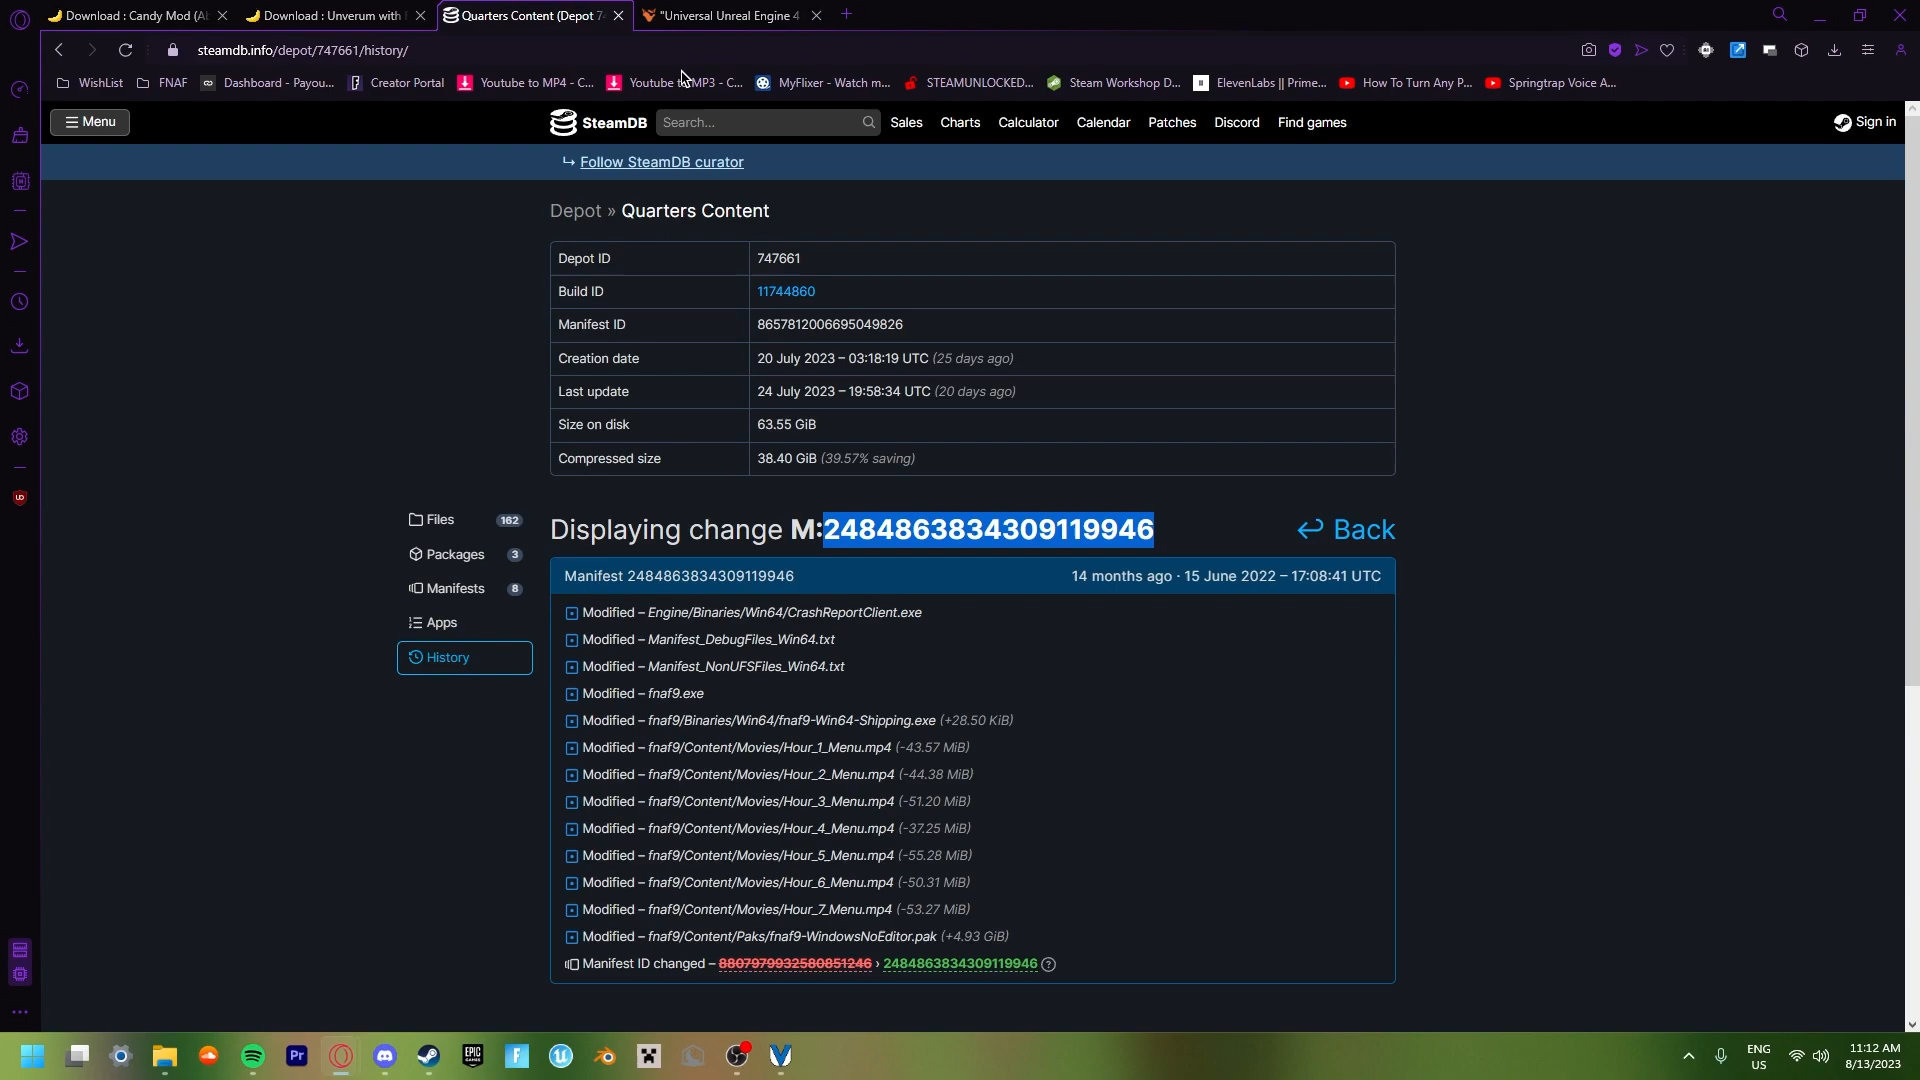 Download : Candy Mod (A
Download : Unverum with
Quarters Content (Depot 7
"Universal Unreal Engine 4
steamdb.info/depot/747661/history/
WishList
FNAF
Dashboard - Payou...
Creator Portal
Youtube to MP4 - C...
Youtube to MP3 - C...
MyFlixer - Watch m...
STEAMUNLOCKED...
Steam Workshop D...
ElevenLabs || Prime...
How To Turn Any P...
Springtrap Voice A...
Menu
SteamDB
Search...
Sales
Charts
Calculator
Calendar
Patches
Discord
Find games
Sign in
↳ Follow SteamDB curator
Depot » Quarters Content
Depot ID 747661
Build ID 11744860
Manifest ID 8657812006695049826
Creation date 20 July 2023 – 03:18:19 UTC (25 days ago)
Last update 24 July 2023 – 19:58:34 UTC (20 days ago)
Size on disk 63.55 GiB
Compressed size 38.40 GiB (39.57% saving)
Files 162
Packages 3
Manifests 8
Apps
History
Displaying change M:2484863834309119946
Back
Manifest 2484863834309119946 14 months ago · 15 June 2022 – 17:08:41 UTC
Modified – Engine/Binaries/Win64/CrashReportClient.exe
Modified – Manifest_DebugFiles_Win64.txt
Modified – Manifest_NonUFSFiles_Win64.txt
Modified – fnaf9.exe
Modified – fnaf9/Binaries/Win64/fnaf9-Win64-Shipping.exe (+28.50 KiB)
Modified – fnaf9/Content/Movies/Hour_1_Menu.mp4 (-43.57 MiB)
Modified – fnaf9/Content/Movies/Hour_2_Menu.mp4 (-44.38 MiB)
Modified – fnaf9/Content/Movies/Hour_3_Menu.mp4 (-51.20 MiB)
Modified – fnaf9/Content/Movies/Hour_4_Menu.mp4 (-37.25 MiB)
Modified – fnaf9/Content/Movies/Hour_5_Menu.mp4 (-55.28 MiB)
Modified – fnaf9/Content/Movies/Hour_6_Menu.mp4 (-50.31 MiB)
Modified – fnaf9/Content/Movies/Hour_7_Menu.mp4 (-53.27 MiB)
Modified – fnaf9/Content/Paks/fnaf9-WindowsNoEditor.pak (+4.93 GiB)
Manifest ID changed – 8807979932580851246 › 2484863834309119946 ?
Pr
EPIC GAMES
ENG
US
11:12 AM
8/13/2023